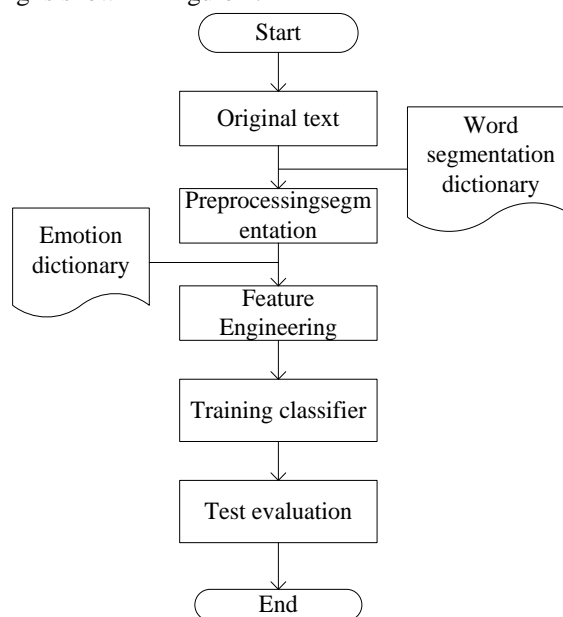 Start
Original text
Word
segmentation
dictionary
Preprocessingsegm
entation
Emotion
dictionary
Feature
Engineering
Training classifier
Test evaluation
End